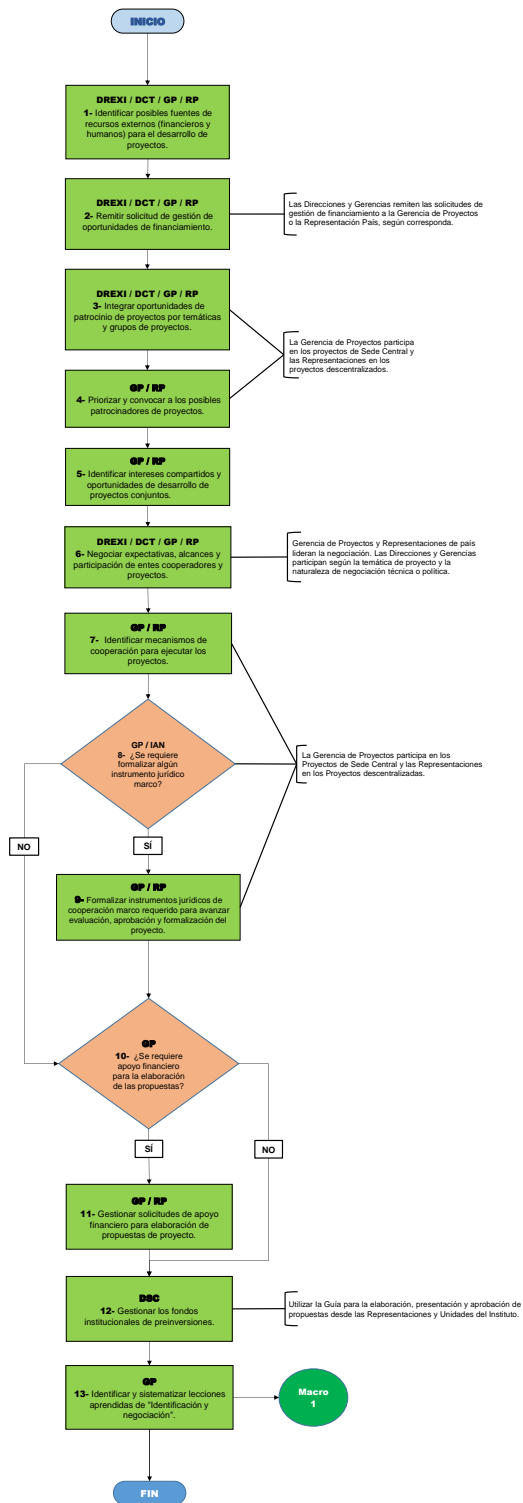 INICIO
DREXI / DCT / GP / RP
1- Identificar posibles fuentes de
recursos externos (financieros y
humanos) para el desarrollo de
proyectos.
DREXI / DCT / GP / RP
2- Remitir solicitud de gestión de
oportunidades de financiamiento.
Las Direcciones y Gerencias remiten las solicitudes de
gestión de financiamiento a la Gerencia de Proyectos
o la Representación País, según corresponda.
DREXI / DCT / GP / RP
3- Integrar oportunidades de
patrocinio de proyectos por temáticas
y grupos de proyectos.
La Gerencia de Proyectos participa
en los proyectos de Sede Central y
las Representaciones en los
proyectos descentralizados.
GP / RP
4- Priorizar y convocar a los posibles
patrocinadores de proyectos.
GP / RP
5- Identificar intereses compartidos y
oportunidades de desarrollo de
proyectos conjuntos.
DREXI / DCT / GP / RP
6- Negociar expectativas, alcances y
participación de entes cooperadores y
proyectos.
Gerencia de Proyectos y Representaciones de país
lideran la negociación. Las Direcciones y Gerencias
participan según la temática de proyecto y la
naturaleza de negociación técnica o política.
GP / RP
7- Identificar mecanismos de
cooperación para ejecutar los
proyectos.
GP / IAN
8- ¿Se requiere
formalizar algún
instrumento jurídico
marco?
La Gerencia de Proyectos participa en los
Proyectos de Sede Central y las Representaciones
en los Proyectos descentralizadas.
NO
SÍ
GP / RP
9- Formalizar instrumentos jurídicos de
cooperación marco requerido para avanzar
evaluación, aprobación y formalización del
proyecto.
GP
10- ¿Se requiere
apoyo financiero
para la elaboración
de las propuestas?
SÍ
NO
GP / RP
11- Gestionar solicitudes de apoyo
financiero para elaboración de
propuestas de proyecto.
DSC
12- Gestionar los fondos
institucionales de preinversiones.
Utilizar la Guía para la elaboración, presentación y aprobación de
propuestas desde las Representaciones y Unidades del Instituto.
GP
13- Identificar y sistematizar lecciones
aprendidas de "Identificación y
negociación".
Macro
1
FIN